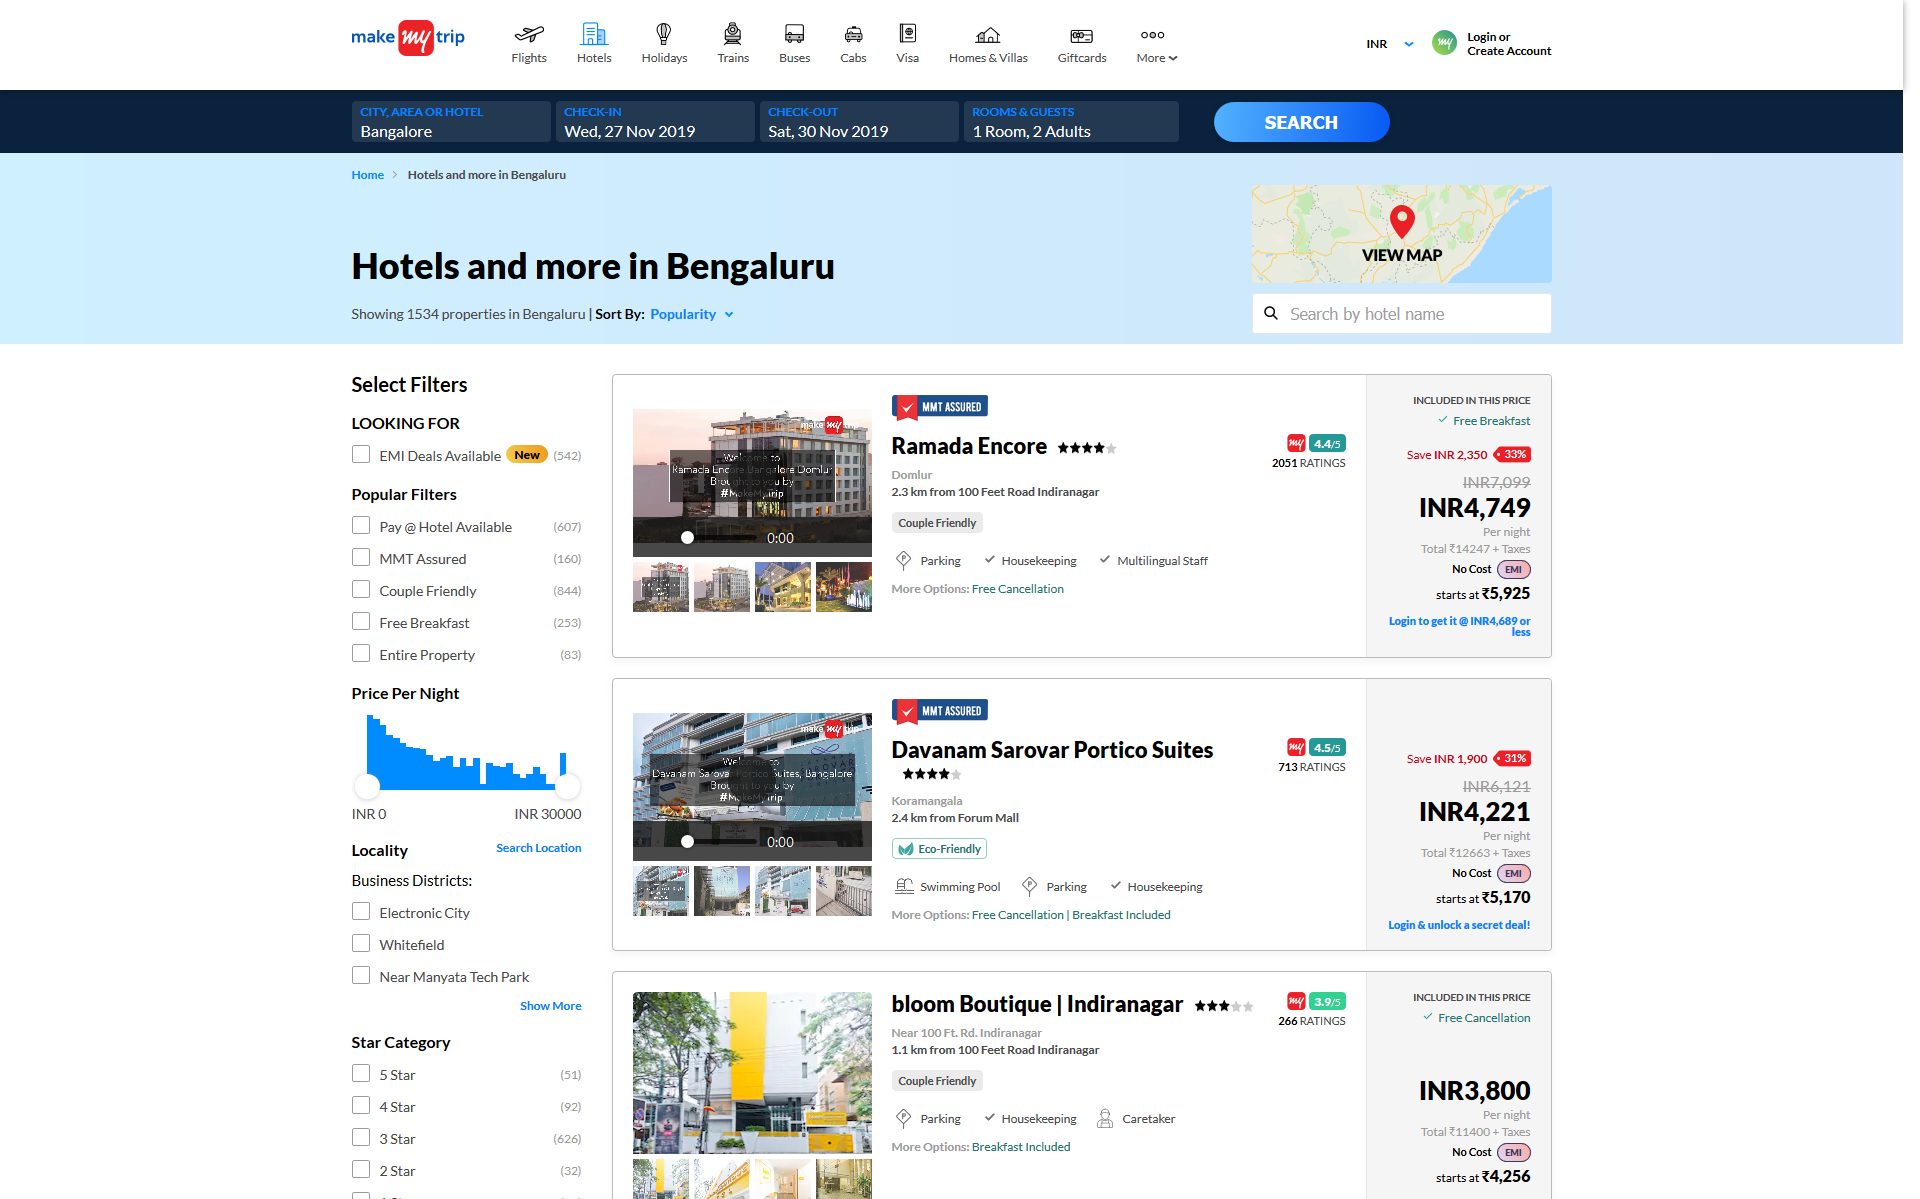 make my trip
Flights
Hotels
Holidays
Trains
Buses
Cabs
Visa
Homes & Villas
Giftcards
More
INR
my
Login or
Create Account
CITY, AREA OR HOTEL
Bangalore
CHECK-IN
Wed, 27 Nov 2019
CHECK-OUT
Sat, 30 Nov 2019
ROOMS & GUESTS
1 Room, 2 Adults
SEARCH
Home > Hotels and more in Bengaluru
VIEW MAP
Hotels and more in Bengaluru
Showing 1534 properties in Bengaluru | Sort By: Popularity
Search by hotel name
Select Filters
LOOKING FOR
EMI Deals Available New (542)
Popular Filters
Pay @ Hotel Available (607)
MMT Assured (160)
Couple Friendly (844)
Free Breakfast (253)
Entire Property (83)
Price Per Night
INR 0 INR 30000
Locality Search Location
Business Districts:
Electronic City
Whitefield
Near Manyata Tech Park
Show More
Star Category
5 Star (51)
4 Star (92)
3 Star (626)
2 Star (32)
make my trip
Welcome to
Ramada Encore Bangalore Domlur
Brought to you by
#MakeMyTrip
0:00
MMT ASSURED
Ramada Encore
Domlur
2.3 km from 100 Feet Road Indiranagar
Couple Friendly
Parking Housekeeping Multilingual Staff
More Options: Free Cancellation
my 4.4/5
2051 RATINGS
INCLUDED IN THIS PRICE
Free Breakfast
Save INR 2,350 33%
INR7,099
INR4,749
Per night
Total ₹14247 + Taxes
No Cost EMI
starts at ₹5,925
Login to get it @ INR4,689 or
less
make my trip
Welcome to
Davanam Sarovar Portico Suites, Bangalore
Brought to you by
#MakeMyTrip
0:00
MMT ASSURED
Davanam Sarovar Portico Suites
Koramangala
2.4 km from Forum Mall
Eco-Friendly
Swimming Pool Parking Housekeeping
More Options: Free Cancellation | Breakfast Included
my 4.5/5
713 RATINGS
Save INR 1,900 31%
INR6,121
INR4,221
Per night
Total ₹12663 + Taxes
No Cost EMI
starts at ₹5,170
Login & unlock a secret deal!
bloom Boutique | Indiranagar
Near 100 Ft. Rd. Indiranagar
1.1 km from 100 Feet Road Indiranagar
Couple Friendly
Parking Housekeeping Caretaker
More Options: Breakfast Included
my 3.9/5
266 RATINGS
INCLUDED IN THIS PRICE
Free Cancellation
INR3,800
Per night
Total ₹11400 + Taxes
No Cost EMI
starts at ₹4,256